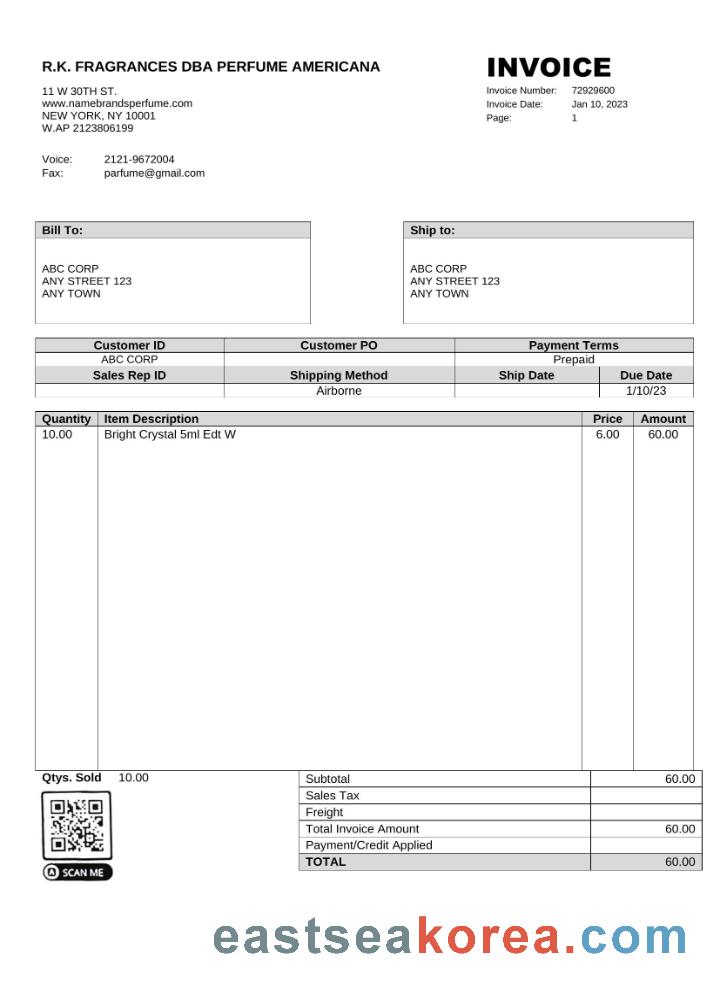 R.K. FRAGRANCES DBA PERFUME AMERICANA
INVOICE
11 W 30TH ST.
www.namebrandsperfume.com
NEW YORK, NY 10001
W.AP 2123806199
Invoice Number: 72929600
Invoice Date: Jan 10, 2023
Page: 1
Voice: 2121-9672004
Fax: parfume@gmail.com
Bill To:
ABC CORP
ANY STREET 123
ANY TOWN
Ship to:
ABC CORP
ANY STREET 123
ANY TOWN
Customer ID Customer PO Payment Terms
ABC CORP Prepaid
Sales Rep ID Shipping Method Ship Date Due Date
Airborne 1/10/23
Quantity Item Description Price Amount
10.00 Bright Crystal 5ml Edt W 6.00 60.00
Qtys. Sold 10.00
Subtotal 60.00
Sales Tax
Freight
Total Invoice Amount 60.00
Payment/Credit Applied
TOTAL 60.00
SCAN ME
eastseakorea.com